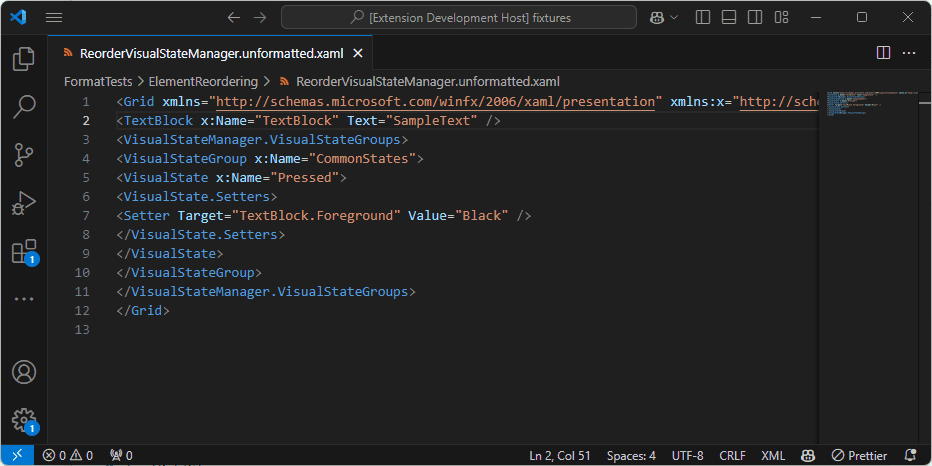 [Extension Development Host] fixtures
ReorderVisualStateManager.unformatted.xaml
FormatTests > ElementReordering > ReorderVisualStateManager.unformatted.xaml
1 <Grid xmlns="http://schemas.microsoft.com/winfx/2006/xaml/presentation" xmlns:x="http://sch
2 <TextBlock x:Name="TextBlock" Text="SampleText" />
3 <VisualStateManager.VisualStateGroups>
4 <VisualStateGroup x:Name="CommonStates">
5 <VisualState x:Name="Pressed">
6 <VisualState.Setters>
7 <Setter Target="TextBlock.Foreground" Value="Black" />
8 </VisualState.Setters>
9 </VisualState>
10 </VisualStateGroup>
11 </VisualStateManager.VisualStateGroups>
12 </Grid>
13
1
1
0 0 0 Ln 2, Col 51 Spaces: 4 UTF-8 CRLF XML Prettier